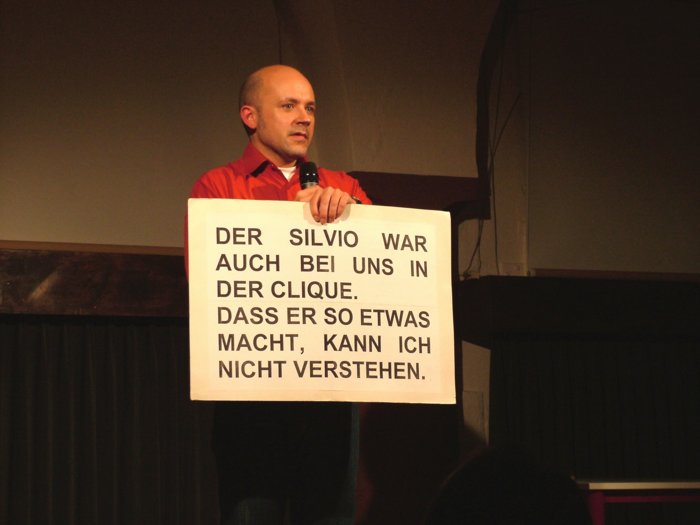 DER SILVIO WAR
AUCH BEI UNS IN
DER CLIQUE.
DASS ER SO ETWAS
MACHT, KANN ICH
NICHT VERSTEHEN.